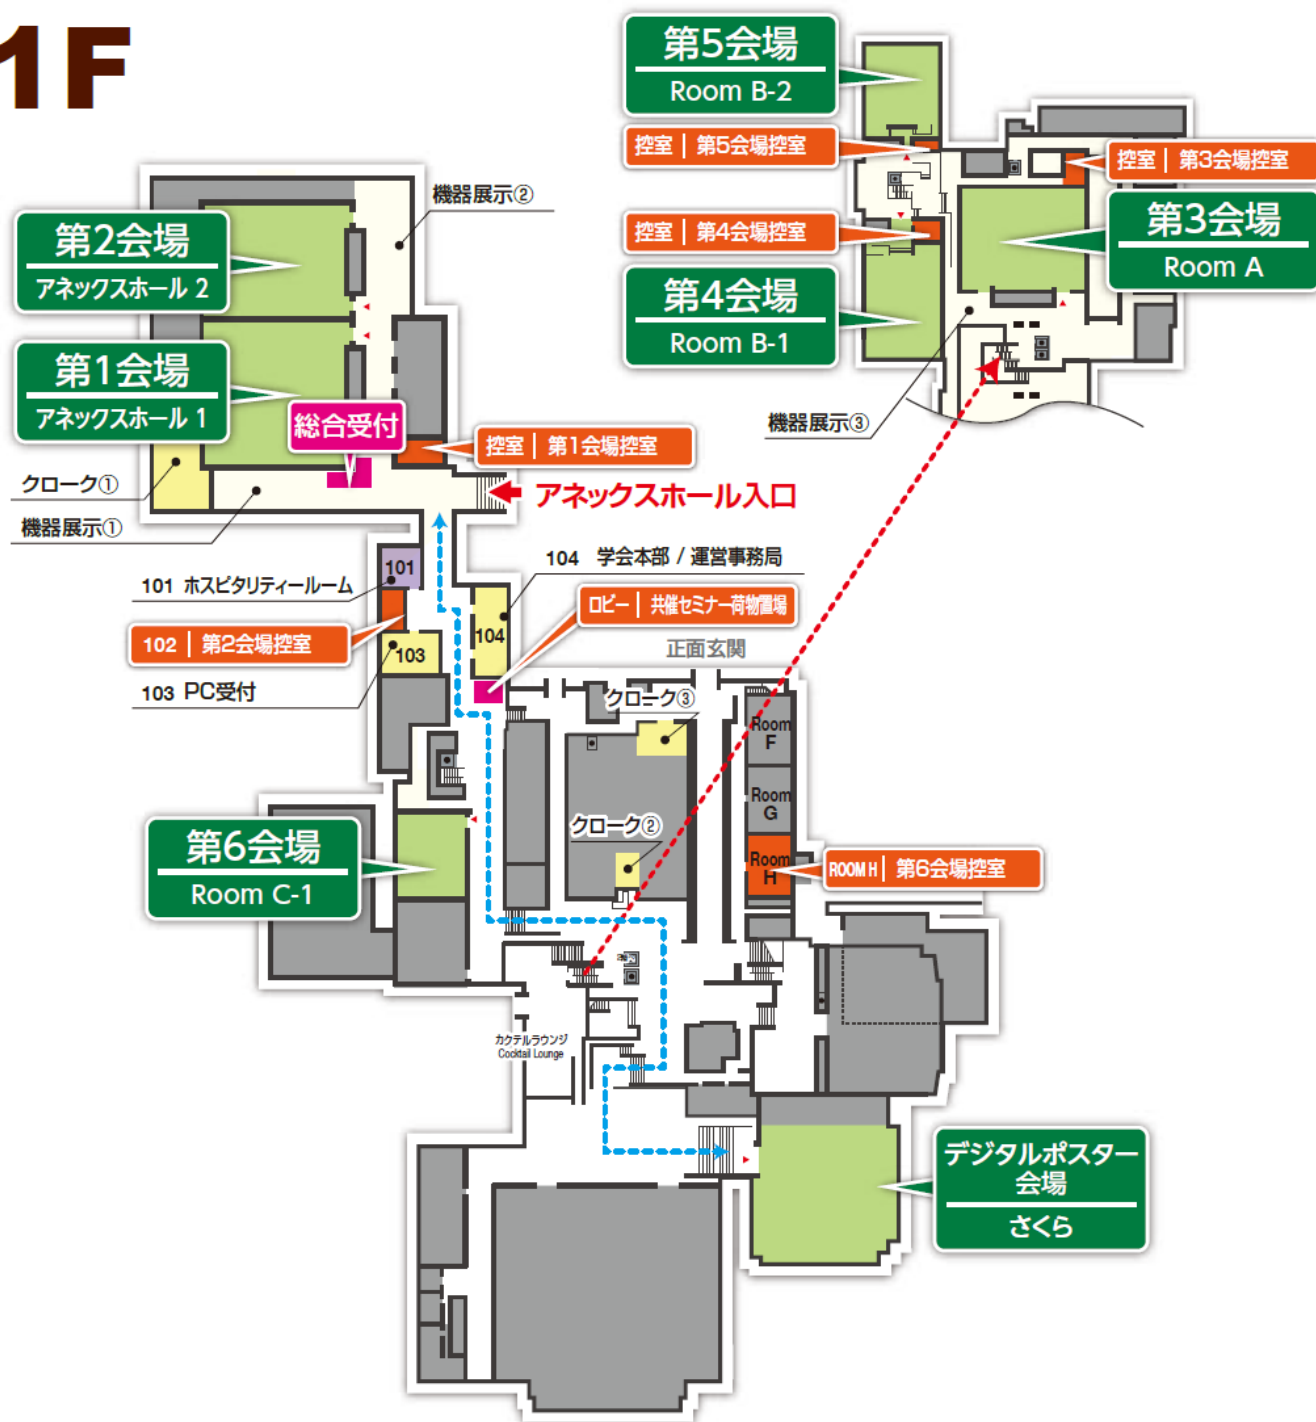 1F
第5会場
Room B-2
控室 | 第5会場控室
控室 | 第3会場控室
機器展示②
第2会場
アネックスホール 2
第3会場
Room A
控室 | 第4会場控室
第4会場
Room B-1
第1会場
アネックスホール 1
総合受付
機器展示③
控室 | 第1会場控室
クローク①
アネックスホール入口
機器展示①
101
101 ホスピタリティールーム
104 学会本部 / 運営事務局
ロビー | 共催セミナー荷物置場
102 | 第2会場控室
103
104
正面玄関
103 PC受付
クローク③
Room
F
Room
G
クローク②
第6会場
Room C-1
Room
H
ROOM H | 第6会場控室
カクテルラウンジ
Cocktail Lounge
デジタルポスター
会場
さくら